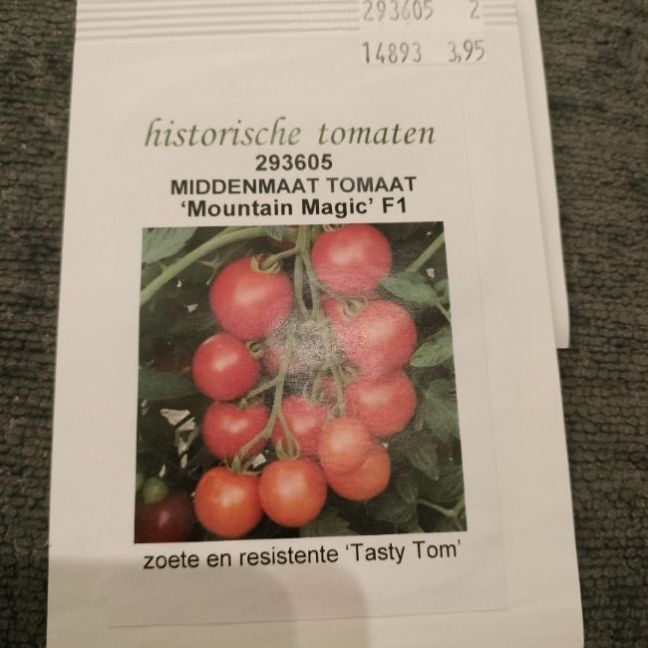 293605 2
14893 3,95
historische tomaten
293605
MIDDENMAAT TOMAAT
‘Mountain Magic’ F1
zoete en resistente ‘Tasty Tom’